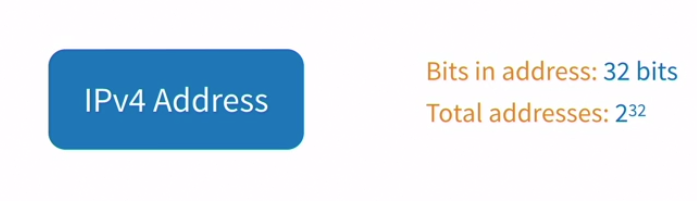 IPv4 Address
Bits in address: 32 bits
Total addresses: 2³²